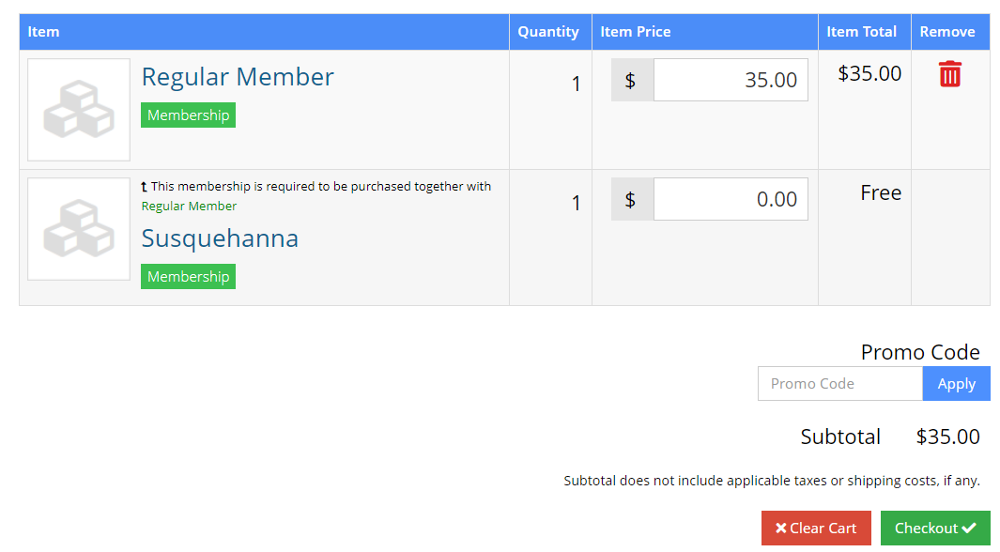 Item Quantity Item Price Item Total Remove
Regular Member
Membership
1
$ 35.00
$35.00
This membership is required to be purchased together with
Regular Member
Susquehanna
Membership
1
$ 0.00
Free
Promo Code
Promo Code Apply
Subtotal $35.00
Subtotal does not include applicable taxes or shipping costs, if any.
Clear Cart Checkout